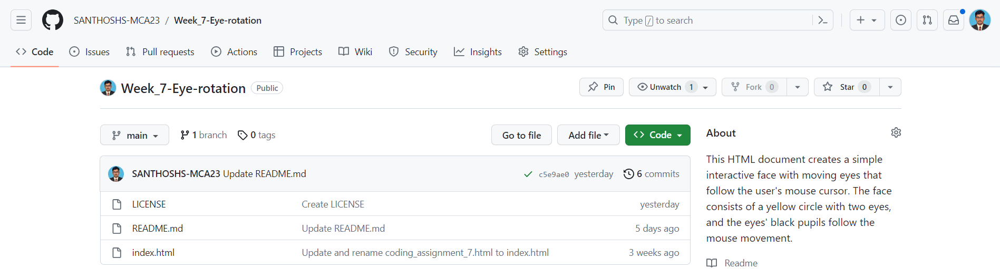 SANTHOSHS-MCA23 / Week_7-Eye-rotation
Type / to search
Code Issues Pull requests Actions Projects Wiki Security Insights Settings
Week_7-Eye-rotation Public
Pin Unwatch 1 Fork 0 Star 0
main 1 branch 0 tags
Go to file Add file Code
SANTHOSHS-MCA23 Update README.md c5e9ae0 yesterday 6 commits
LICENSE Create LICENSE yesterday
README.md Update README.md 5 days ago
index.html Update and rename coding_assignment_7.html to index.html 3 weeks ago
About
This HTML document creates a simple
interactive face with moving eyes that
follow the user's mouse cursor. The face
consists of a yellow circle with two eyes,
and the eyes' black pupils follow the
mouse movement.
Readme